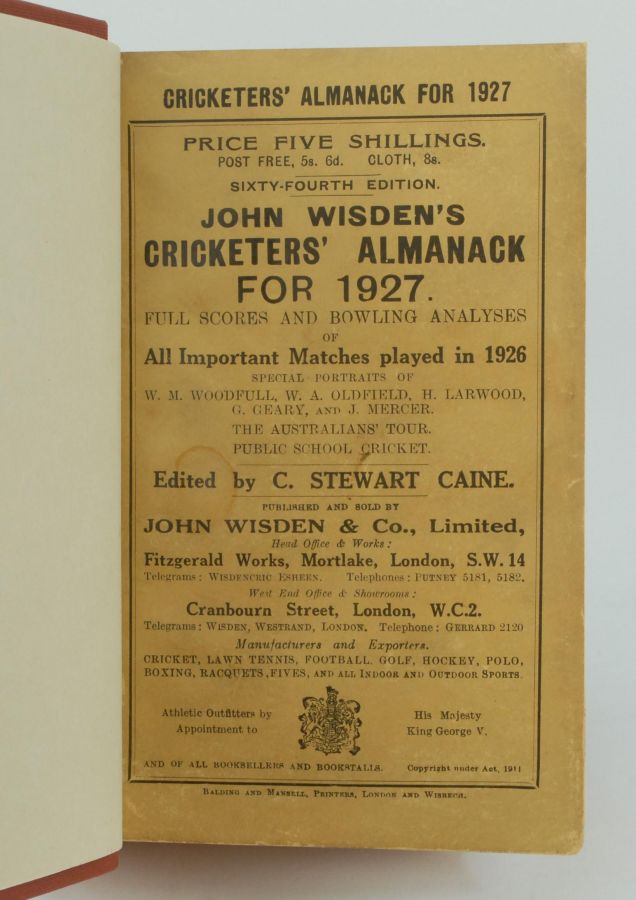 CRICKETERS' ALMANACK FOR 1927
PRICE FIVE SHILLINGS.
POST FREE, 5s. 6d. CLOTH, 8s.
SIXTY-FOURTH EDITION.
JOHN WISDEN'S
CRICKETERS' ALMANACK
FOR 1927.
FULL SCORES AND BOWLING ANALYSES
OF
All Important Matches played in 1926
SPECIAL PORTRAITS OF
W. M. WOODFULL, W. A. OLDFIELD, H. LARWOOD,
G. GEARY, AND J. MERCER.
THE AUSTRALIANS' TOUR.
PUBLIC SCHOOL CRICKET.
Edited by C. STEWART CAINE.
PUBLISHED AND SOLD BY
JOHN WISDEN & Co., Limited,
Head Office & Works:
Fitzgerald Works, Mortlake, London, S.W. 14
Telegrams: WISDENCRIC ESHEEN. Telephones: PUTNEY 5181, 5182.
West End Office & Showrooms:
Cranbourn Street, London, W.C.2.
Telegrams: WISDEN, WESTRAND, LONDON. Telephone: GERRARD 2120
Manufacturers and Exporters.
CRICKET, LAWN TENNIS, FOOTBALL. GOLF, HOCKEY, POLO,
BOXING, RACQUETS, FIVES, AND ALL INDOOR AND OUTDOOR SPORTS.
Athletic Outfitters by His Majesty
Appointment to King George V.
AND OF ALL BOOKSELLERS AND BOOKSTALLS. Copyright under Act, 1911
BALDING AND MANSELL, PRINTERS, LONDON AND WISBECH.